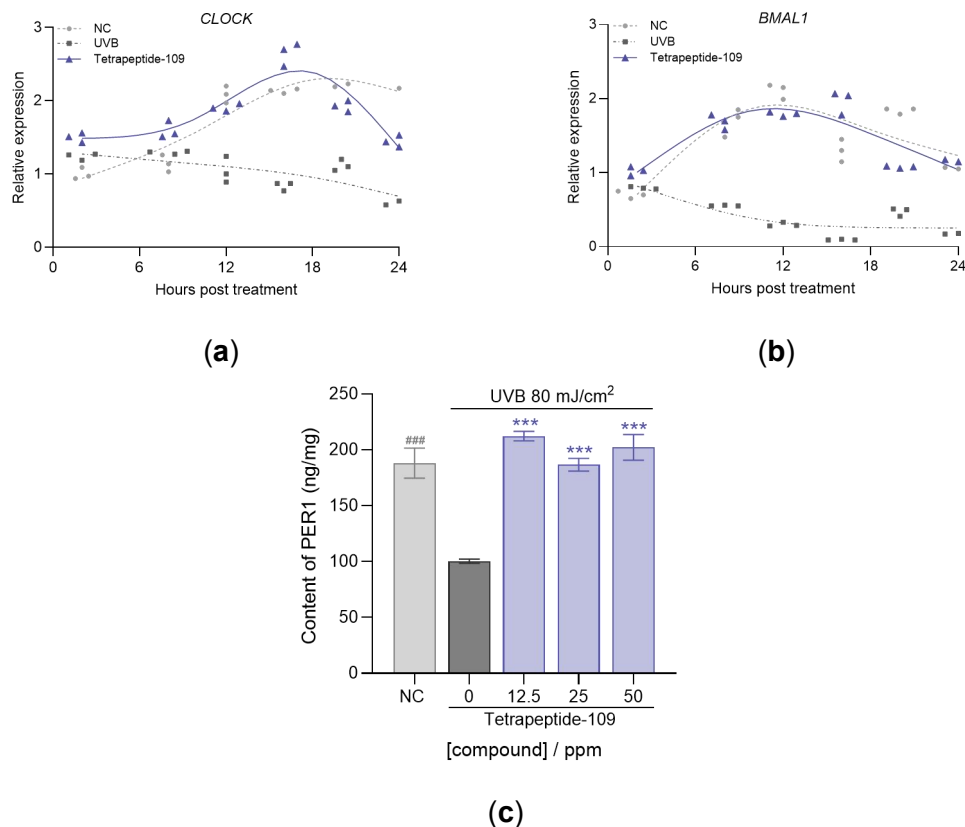 CLOCK
NC
UVB
Tetrapeptide-109
Relative expression
3
2
1
0
0 6 12 18 24
Hours post treatment
(a)
BMAL1
NC
UVB
Tetrapeptide-109
Relative expression
3
2
1
0
0 6 12 18 24
Hours post treatment
(b)
UVB 80 mJ/cm²
Content of PER1 (ng/mg)
250
200
150
100
50
0
###
***
***
***
NC 0 12.5 25 50
Tetrapeptide-109
[compound] / ppm
(c)